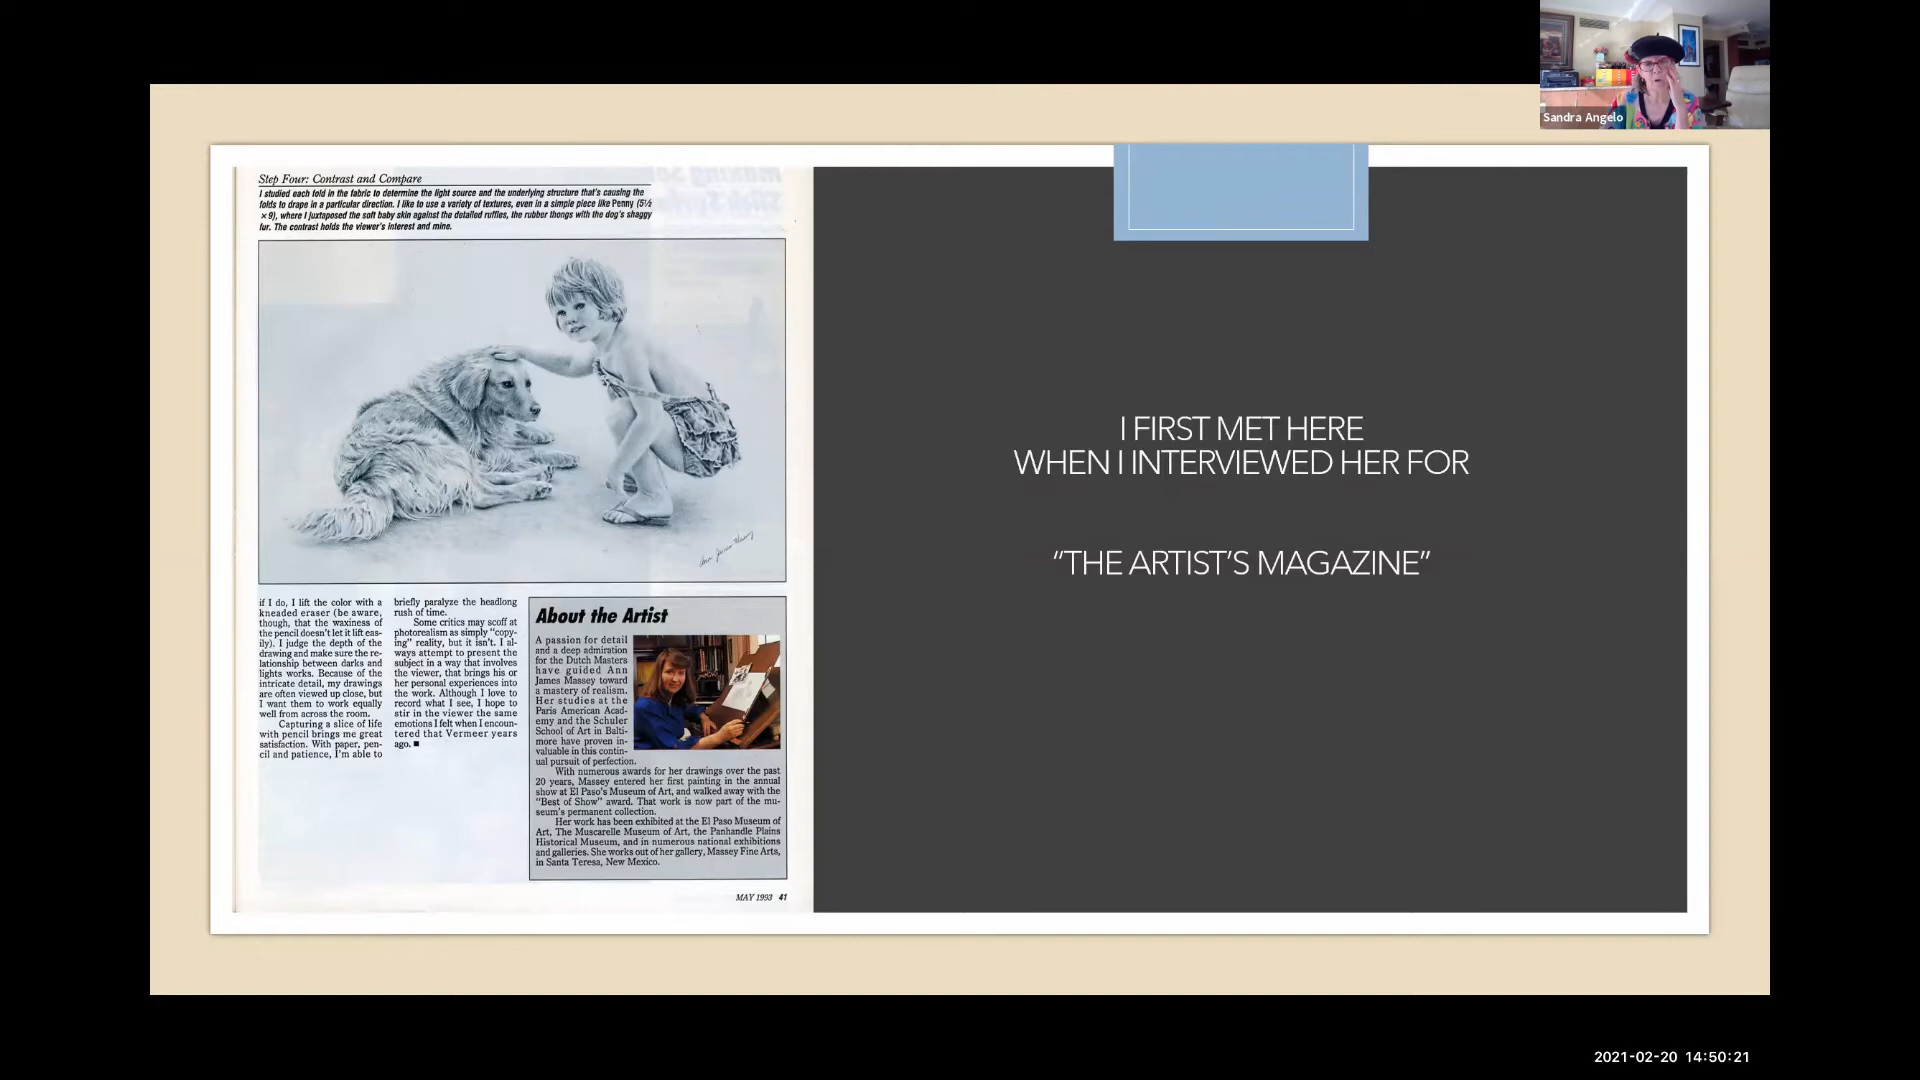 Sandra Angelo
Step Four: Contrast and Compare
I studied each fold in the fabric to determine the light source and the underlying structure that's causing the
folds to drape in a particular direction. I like to use a variety of textures, even in a simple piece like Penny (5½
× 9), where I juxtaposed the soft baby skin against the detailed ruffles, the rubber thongs with the dog's shaggy
fur. The contrast holds the viewer's interest and mine.
Ann James Massey
if I do, I lift the color with a
kneaded eraser (be aware,
though, that the waxiness of
the pencil doesn't let it lift eas-
ily). I judge the depth of the
drawing and make sure the re-
lationship between darks and
lights works. Because of the
intricate detail, my drawings
are often viewed up close, but
I want them to work equally
well from across the room.
Capturing a slice of life
with pencil brings me great
satisfaction. With paper, pen-
cil and patience, I'm able to
briefly paralyze the headlong
rush of time.
Some critics may scoff at
photorealism as simply "copy-
ing" reality, but it isn't. I al-
ways attempt to present the
subject in a way that involves
the viewer, that brings his or
her personal experiences into
the work. Although I love to
record what I see, I hope to
stir in the viewer the same
emotions I felt when I encoun-
tered that Vermeer years
ago. ■
About the Artist
A passion for detail
and a deep admiration
for the Dutch Masters
have guided Ann
James Massey toward
a mastery of realism.
Her studies at the
Paris American Acad-
emy and the Schuler
School of Art in Balti-
more have proven in-
valuable in this contin-
ual pursuit of perfection.
With numerous awards for her drawings over the past
20 years, Massey entered her first painting in the annual
show at El Paso's Museum of Art, and walked away with the
"Best of Show" award. That work is now part of the mu-
seum's permanent collection.
Her work has been exhibited at the El Paso Museum of
Art, The Muscarelle Museum of Art, the Panhandle Plains
Historical Museum, and in numerous national exhibitions
and galleries. She works out of her gallery, Massey Fine Arts,
in Santa Teresa, New Mexico.
MAY 1993 41
I FIRST MET HERE
WHEN I INTERVIEWED HER FOR
"THE ARTIST'S MAGAZINE"
2021-02-20 14:50:21